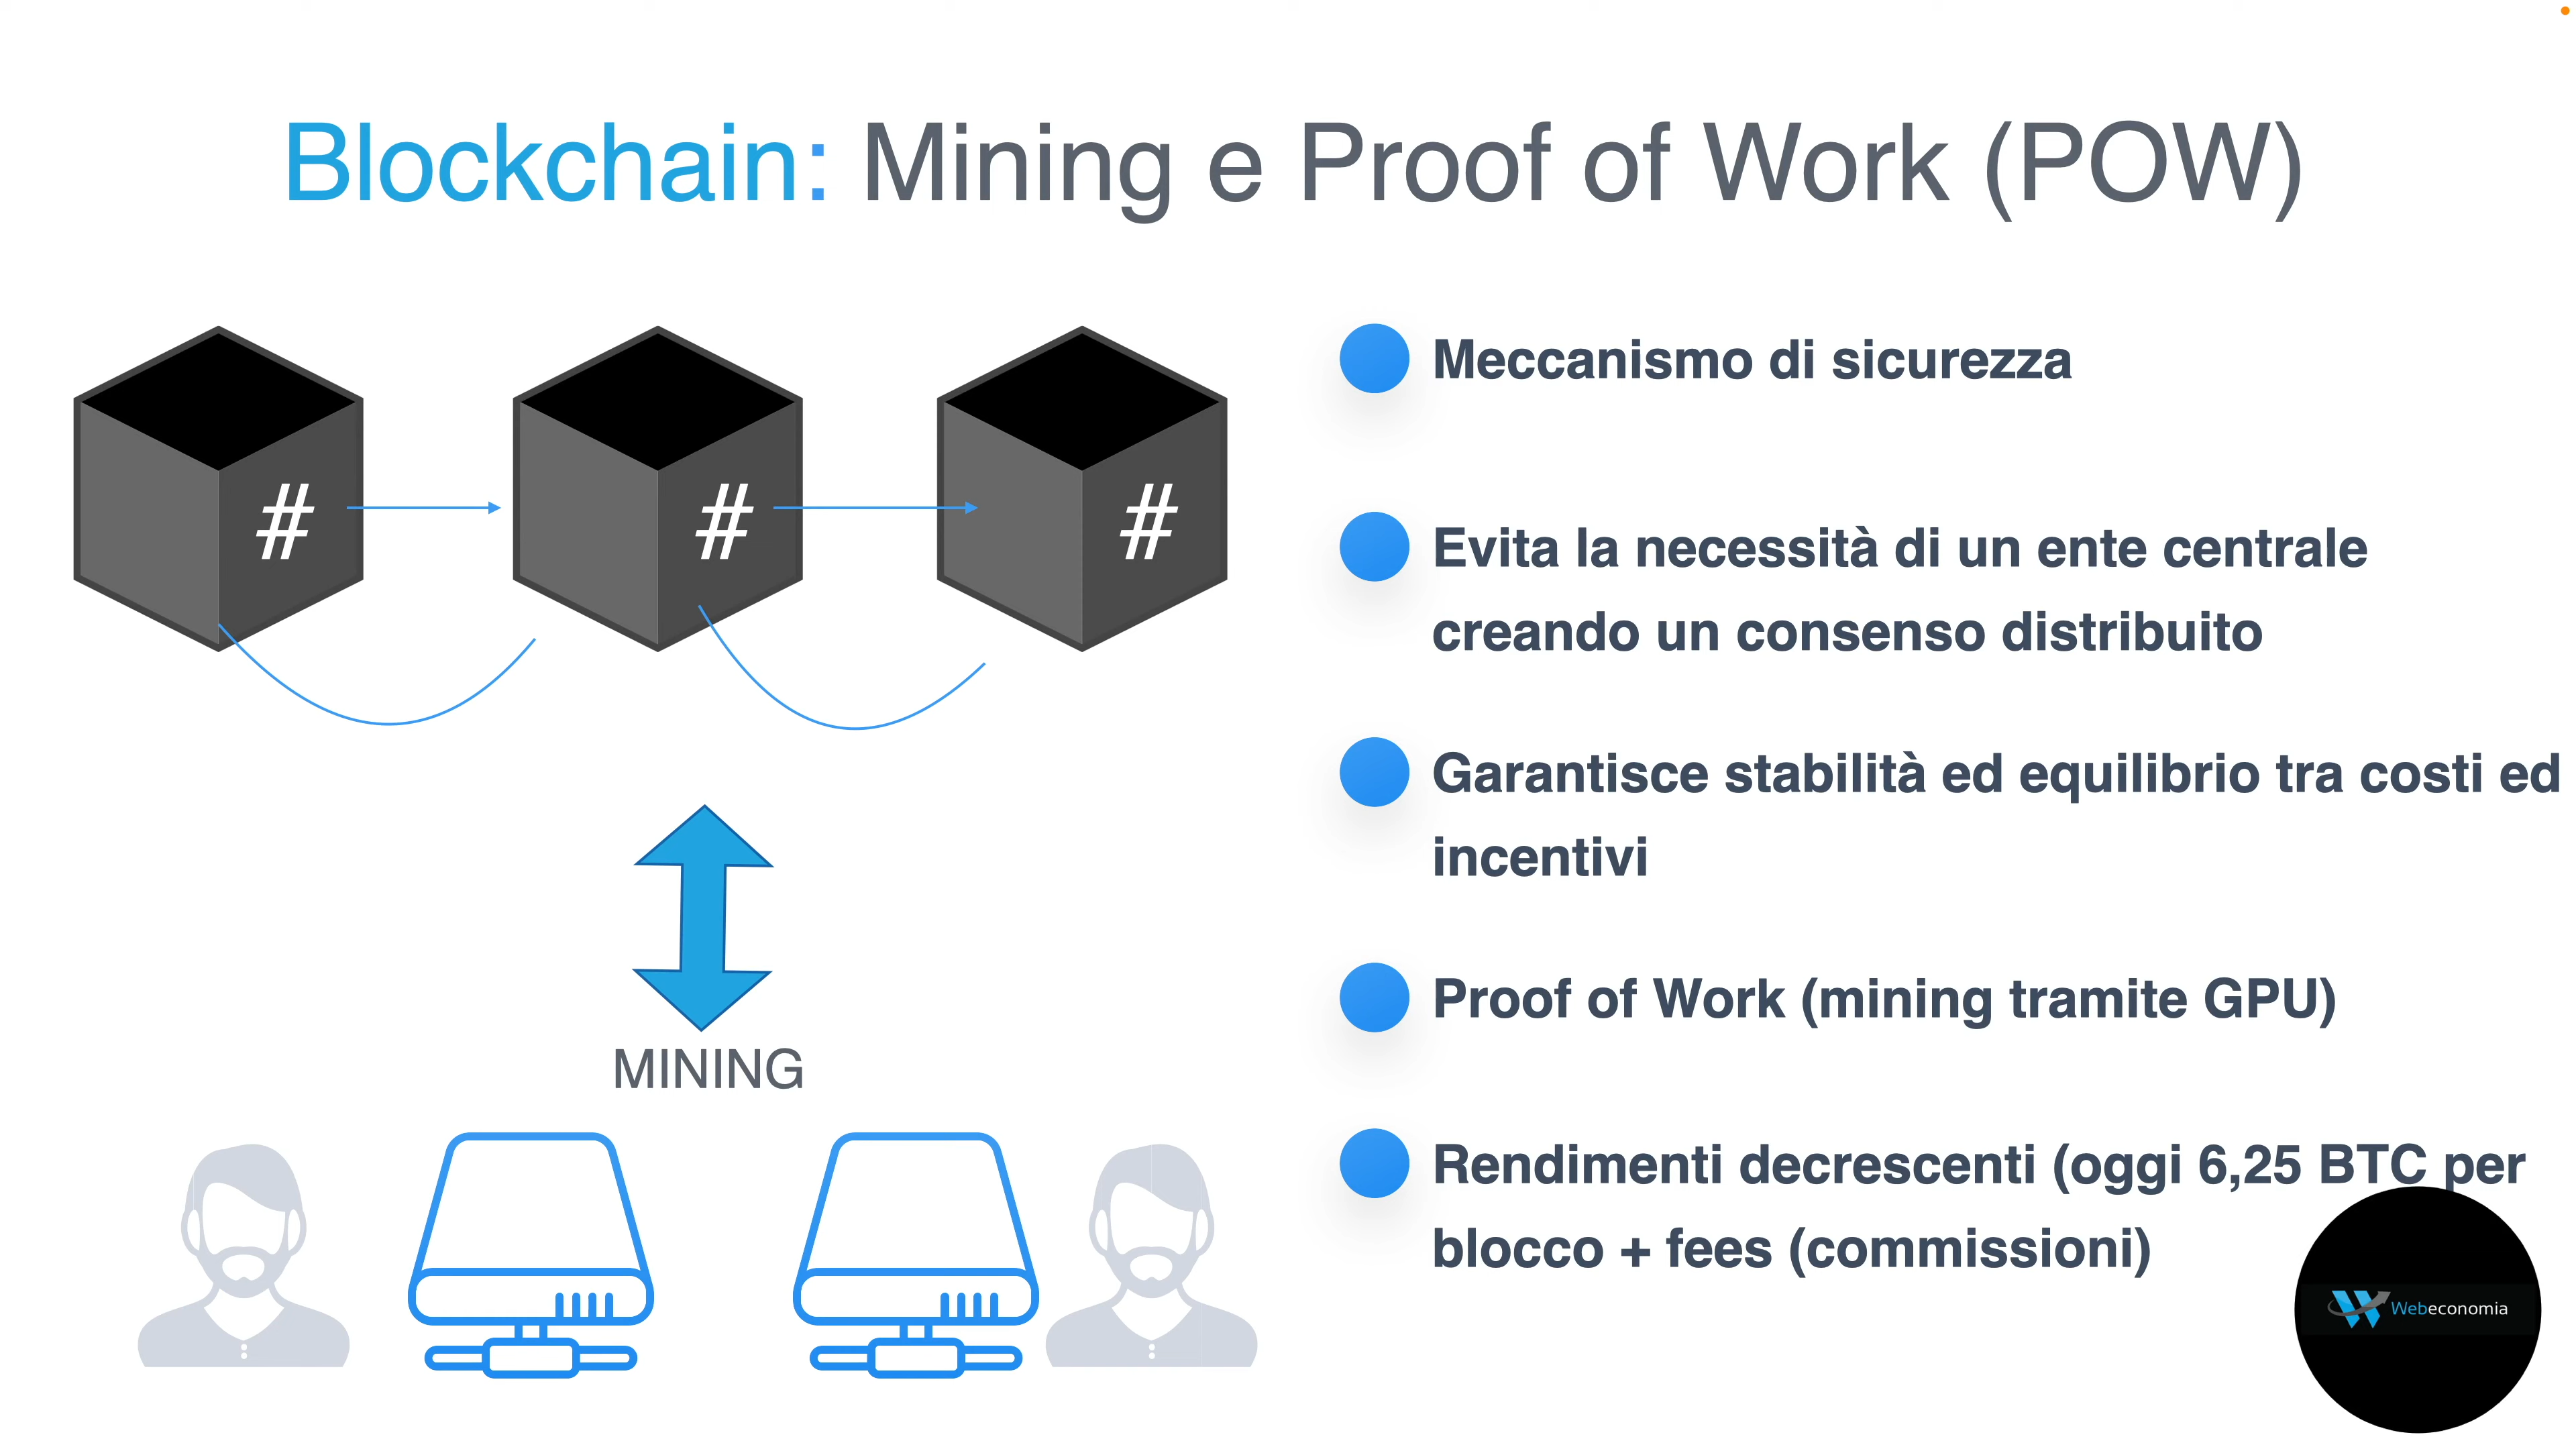 Blockchain: Mining e Proof of Work (POW)
#
#
#
MINING
Meccanismo di sicurezza
Evita la necessità di un ente centrale
creando un consenso distribuito
Garantisce stabilità ed equilibrio tra costi ed
incentivi
Proof of Work (mining tramite GPU)
Rendimenti decrescenti (oggi 6,25 BTC per
blocco + fees (commissioni)
Webeconomia